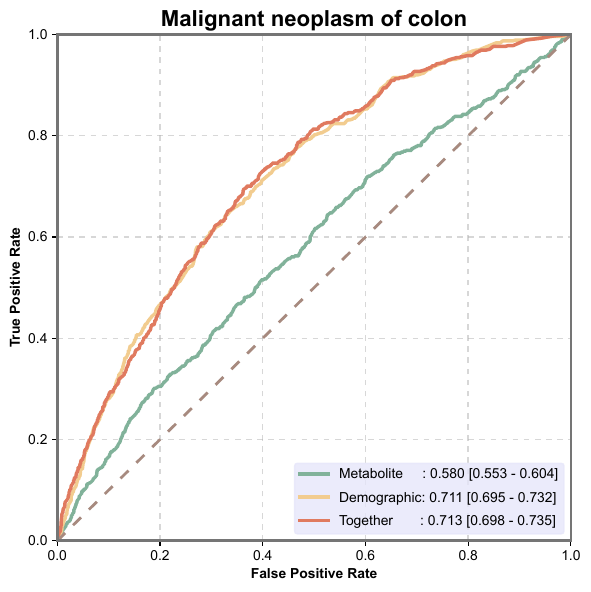 Malignant neoplasm of colon
1.0
0.8
0.6
0.4
0.2
0.0
True Positive Rate
Metabolite : 0.580 [0.553 - 0.604]
Demographic: 0.711 [0.695 - 0.732]
Together : 0.713 [0.698 - 0.735]
0.0 0.2 0.4 0.6 0.8 1.0
False Positive Rate